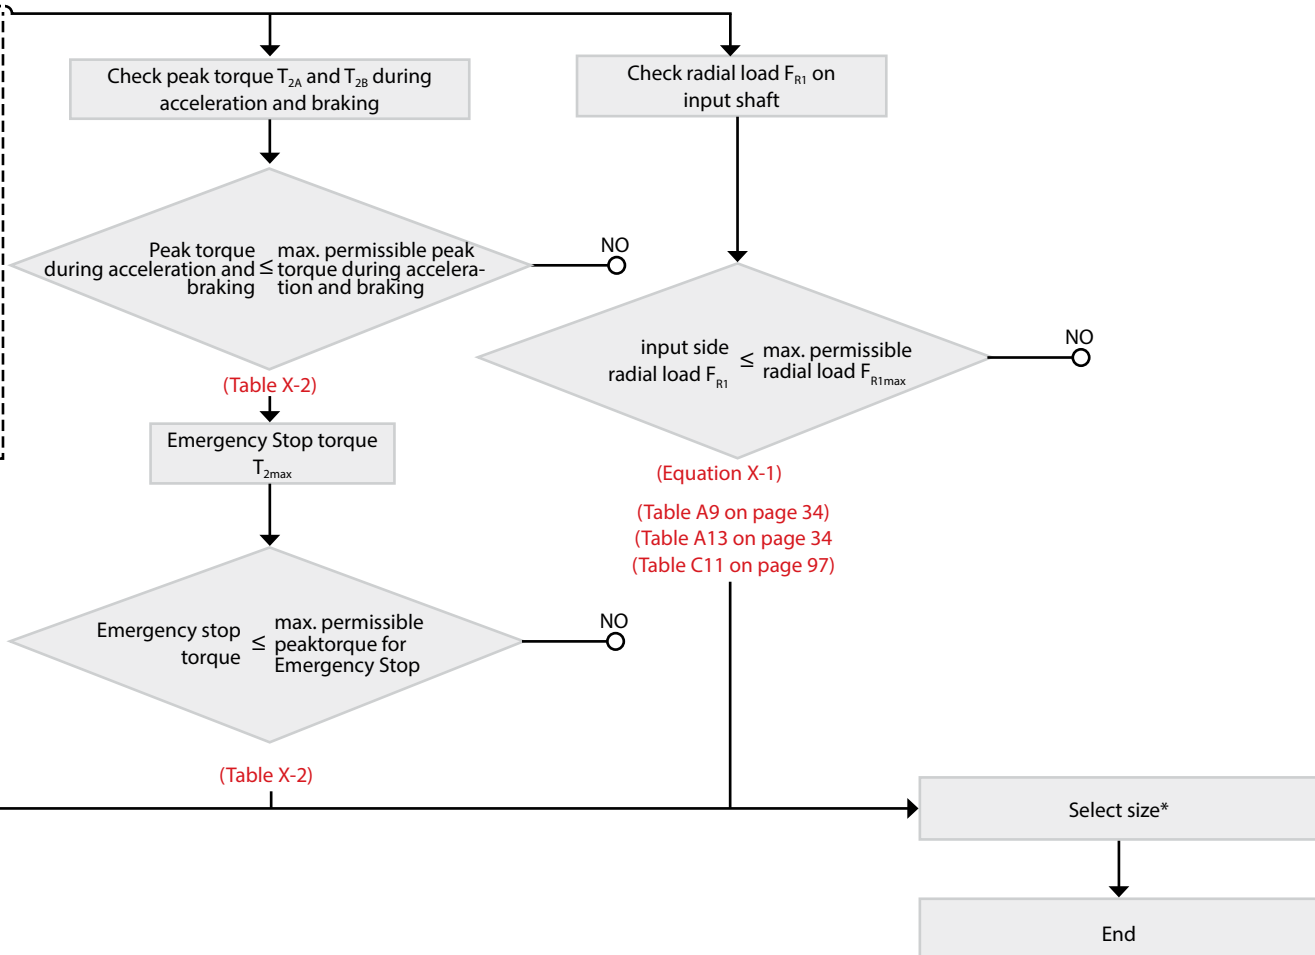 Check peak torque T2A and T2B during
acceleration and braking
Peak torque
during acceleration and
braking
≤
max. permissible peak
torque during accelera-
tion and braking
NO
(Table X-2)
Emergency Stop torque
T2max
Emergency stop
torque
≤
max. permissible
peaktorque for
Emergency Stop
NO
(Table X-2)
Check radial load FR1 on
input shaft
input side
radial load FR1
≤
max. permissible
radial load FR1max
NO
(Equation X-1)
(Table A9 on page 34)
(Table A13 on page 34
(Table C11 on page 97)
Select size*
End